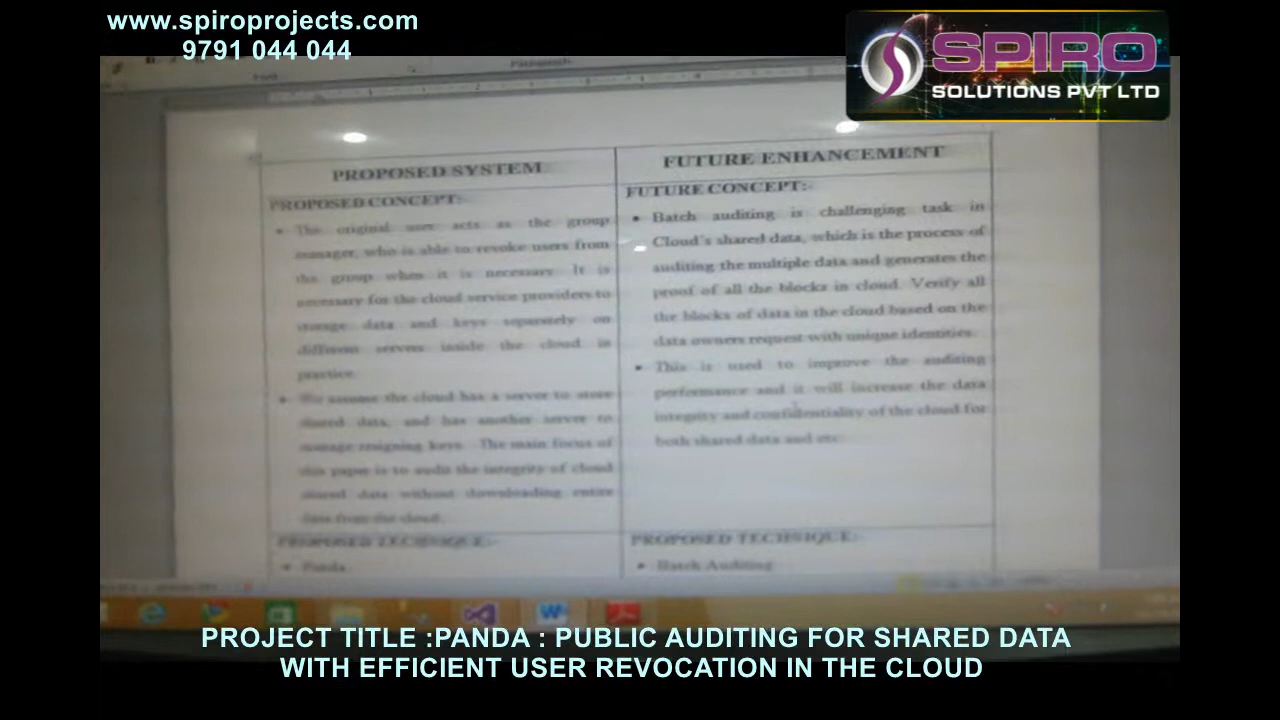 www.spiroprojects.com
9791 044 044
SPIRO
SOLUTIONS PVT LTD
PROPOSED SYSTEM
PROPOSED CONCEPT:-
• The original user acts as the group
manager, who is able to revoke users from
the group when it is necessary. It is
necessary for the cloud service providers to
storage data and keys separately on
different servers inside the cloud in
practice.
• We assume the cloud has a server to store
shared data, and has another server to
manage resigning keys. The main focus of
this paper is to audit the integrity of cloud
shared data without downloading entire
data from the cloud.
PROPOSED TECHNIQUE:-
• Panda
FUTURE ENHANCEMENT
FUTURE CONCEPT:-
• Batch auditing is challenging task in
Cloud's shared data, which is the process of
auditing the multiple data and generates the
proof of all the blocks in cloud. Verify all
the blocks of data in the cloud based on the
data owners request with unique identities.
• This is used to improve the auditing
performance and it will increase the data
integrity and confidentiality of the cloud for
both shared data and etc
PROPOSED TECHNIQUE:
• Batch Auditing
PROJECT TITLE :PANDA : PUBLIC AUDITING FOR SHARED DATA
WITH EFFICIENT USER REVOCATION IN THE CLOUD